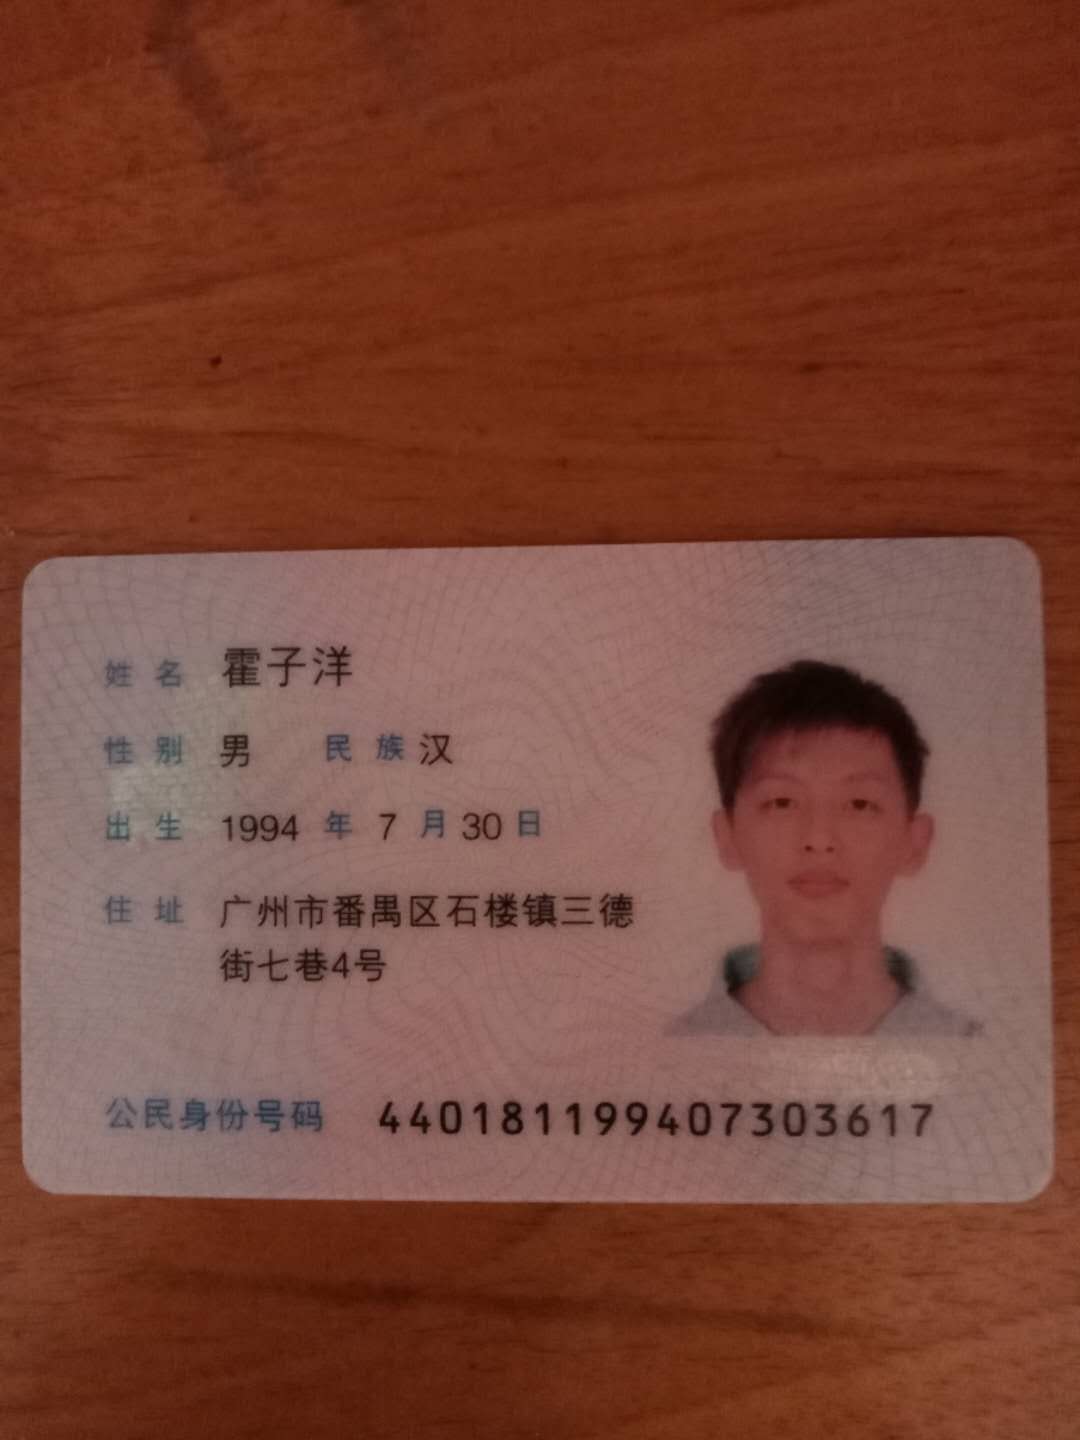 姓名 霍子洋
性别 男 民族 汉
出生 1994 年 7 月 30 日
住址 广州市番禺区石楼镇三德
街七巷4号
公民身份号码 440181199407303617